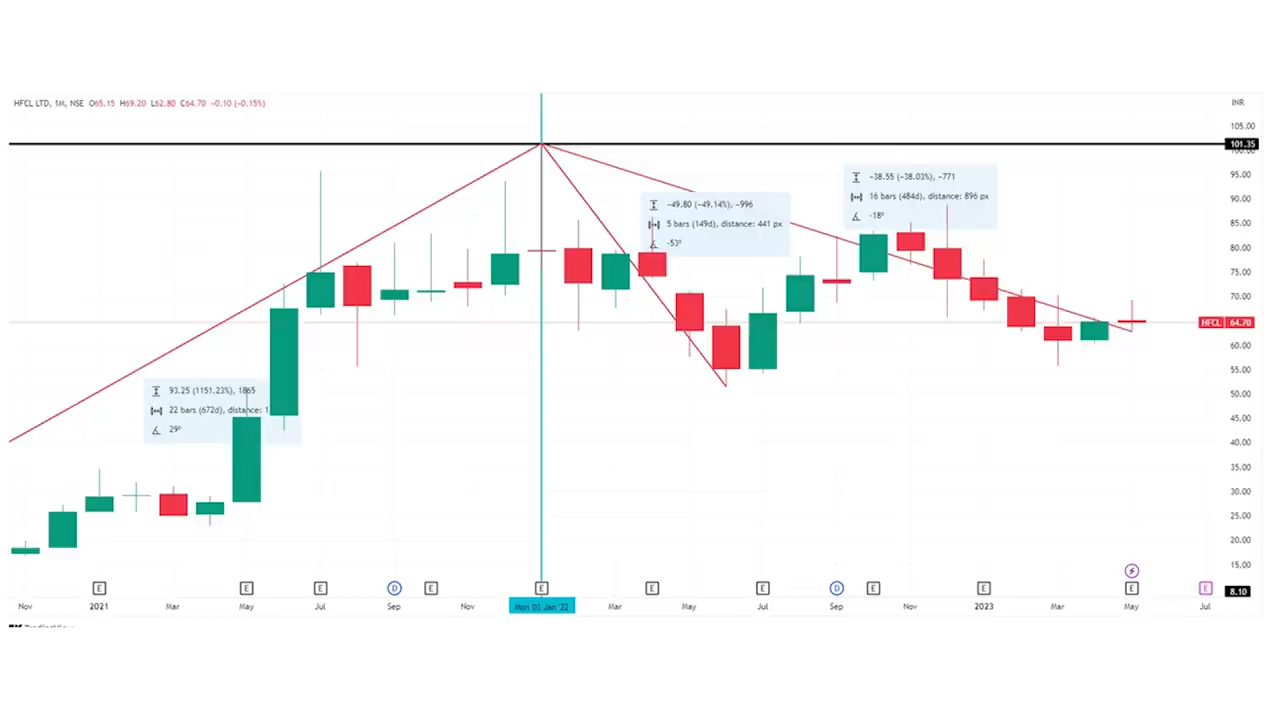 HFCL LTD, 1M, NSE O65.15 H69.20 L62.80 C64.70 −0.10 (−0.15%)
INR
105.00
101.35
100.00
95.00
90.00
85.00
80.00
75.00
70.00
HFCL 64.70
60.00
55.00
50.00
45.00
40.00
35.00
30.00
25.00
20.00
15.00
8.10
−38.55 (−38.03%), −771
16 bars (484d), distance: 896 px
-18º
−49.80 (−49.14%), −996
5 bars (149d), distance: 441 px
-53º
93.25 (1151.23%), 1865
22 bars (672d), distance: 1
29º
E E E D E E E E D E E E E
Nov 2021 Mar May Jul Sep Nov Mon 03 Jan '22 Mar May Jul Sep Nov 2023 Mar May Jul
TradingView